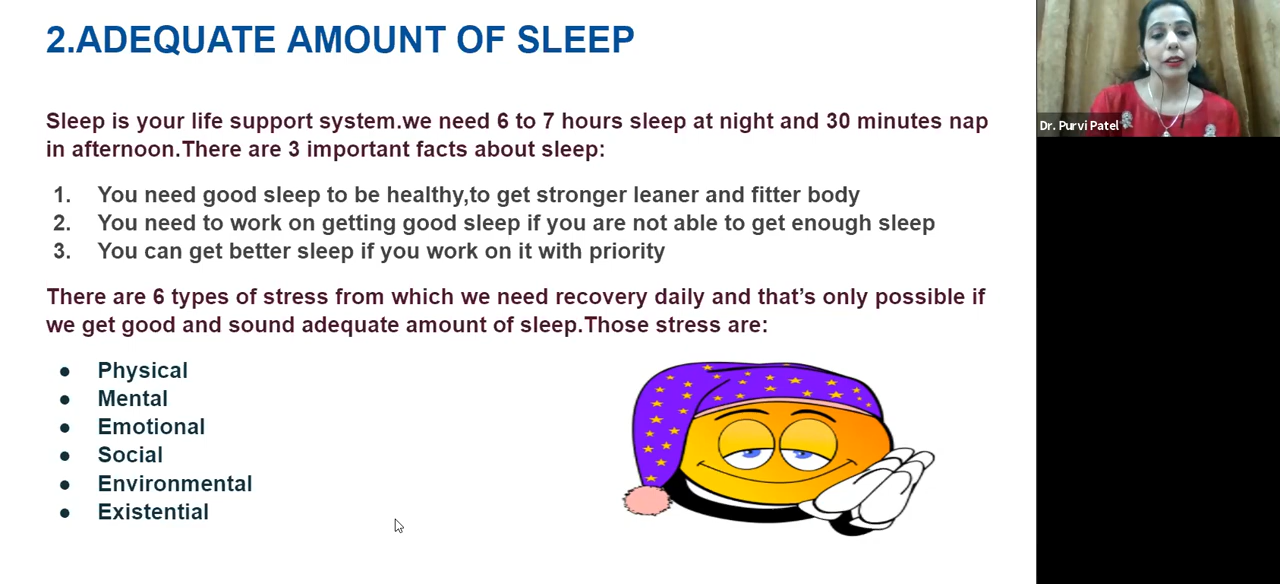 2.ADEQUATE AMOUNT OF SLEEP
Sleep is your life support system.we need 6 to 7 hours sleep at night and 30 minutes nap
in afternoon.There are 3 important facts about sleep:
1. You need good sleep to be healthy,to get stronger leaner and fitter body
2. You need to work on getting good sleep if you are not able to get enough sleep
3. You can get better sleep if you work on it with priority
There are 6 types of stress from which we need recovery daily and that’s only possible if
we get good and sound adequate amount of sleep.Those stress are:
● Physical
● Mental
● Emotional
● Social
● Environmental
● Existential
Dr. Purvi Patel